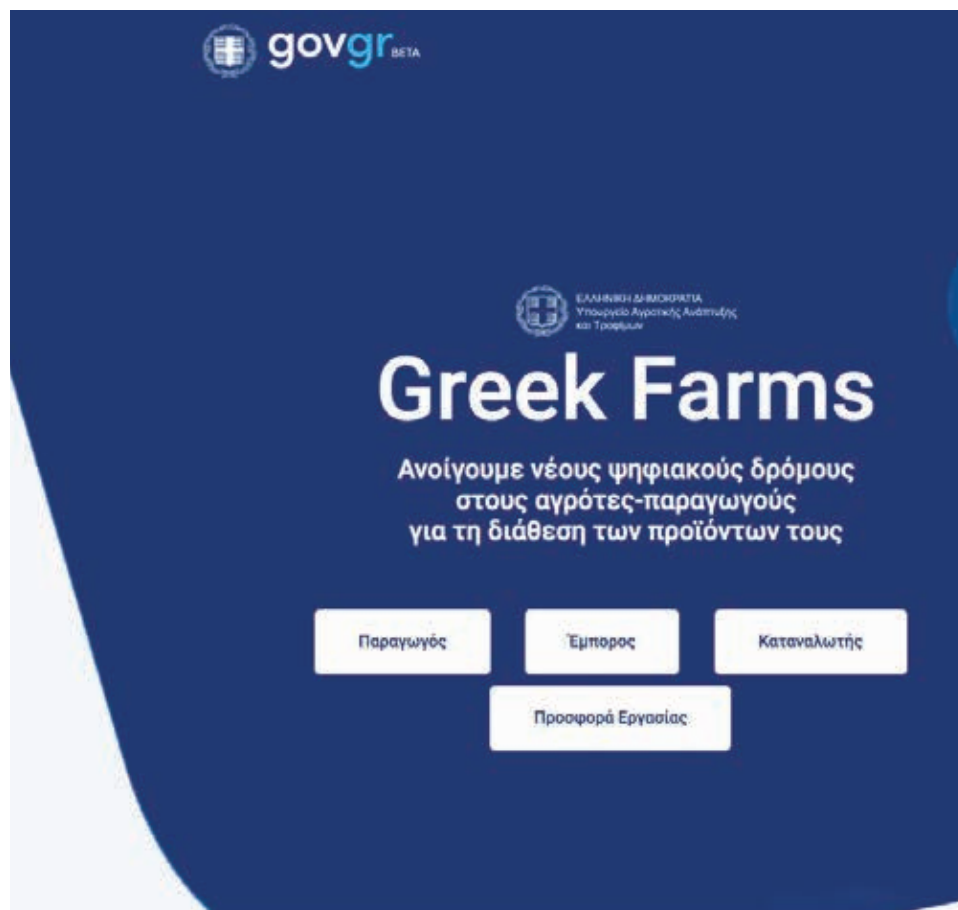 govgr BETA
ΕΛΛΗΝΙΚΗ ΔΗΜΟΚΡΑΤΙΑ
Υπουργείο Αγροτικής Ανάπτυξης
και Τροφίμων
Greek Farms
Ανοίγουμε νέους ψηφιακούς δρόμους
στους αγρότες-παραγωγούς
για τη διάθεση των προϊόντων τους
Παραγωγός Έμπορος Καταναλωτής
Προσφορά Εργασίας